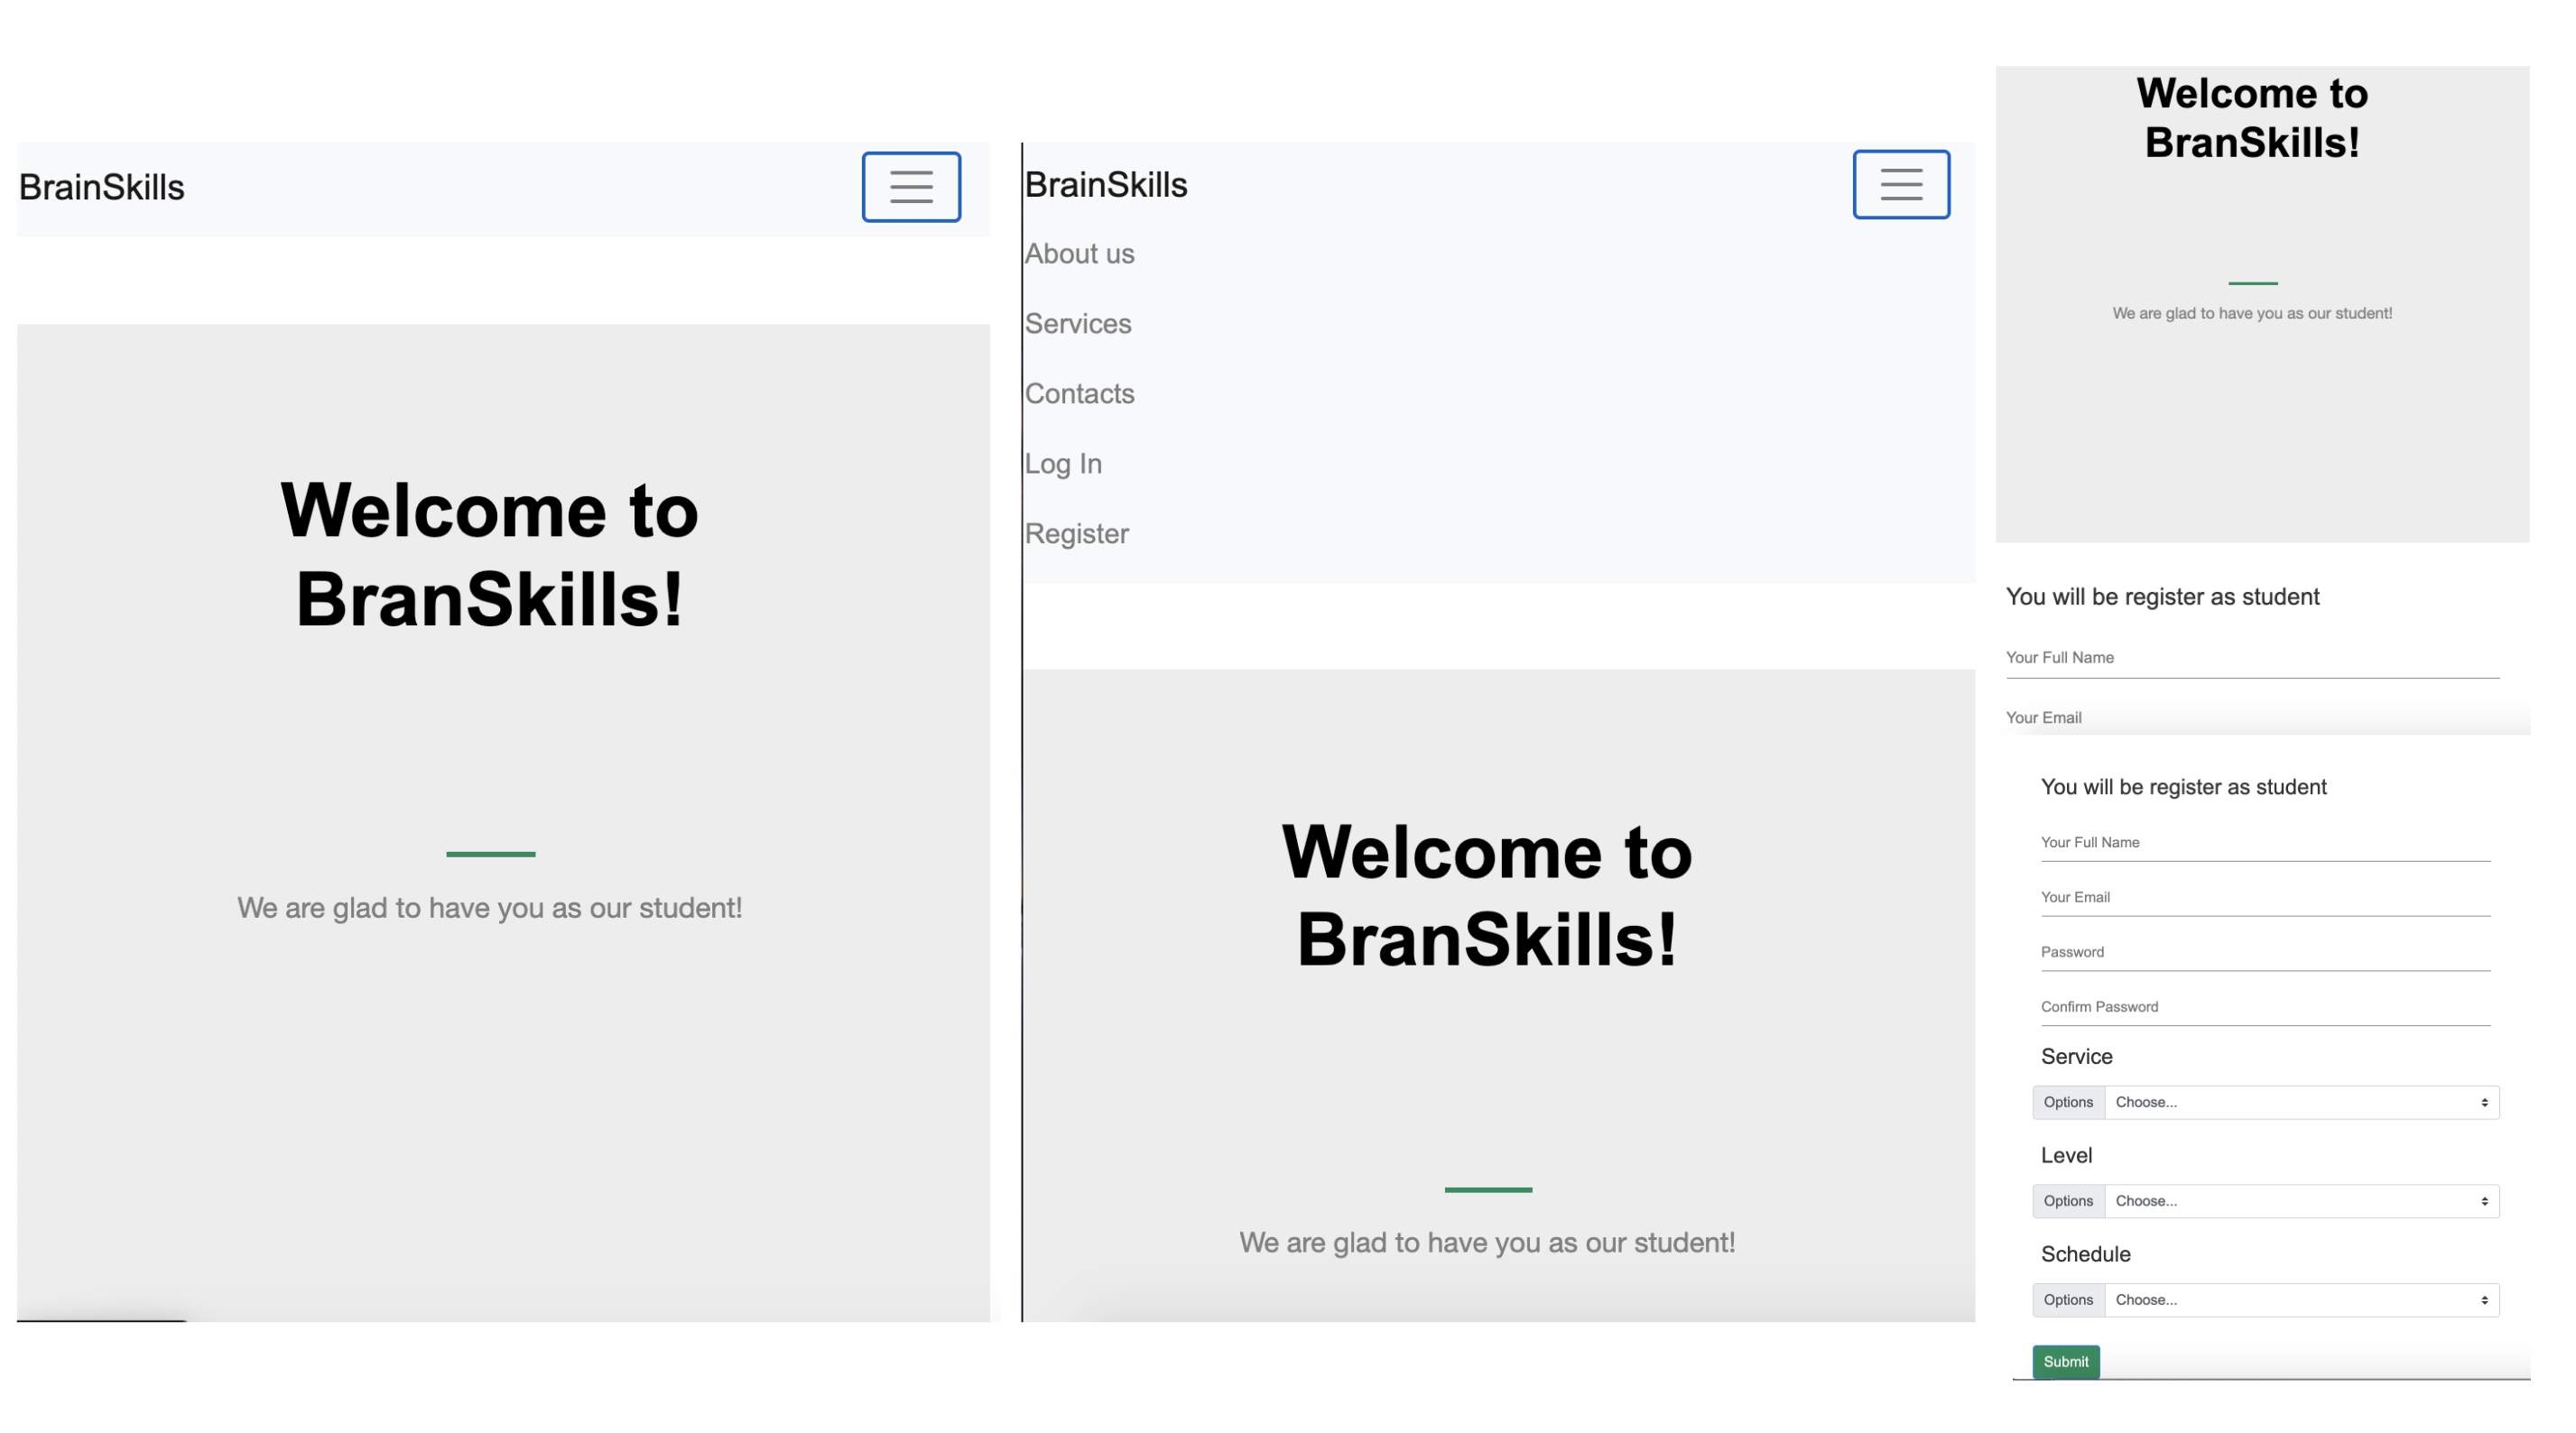 BrainSkills
Welcome to
BranSkills!
We are glad to have you as our student!
BrainSkills
About us
Services
Contacts
Log In
Register
Welcome to
BranSkills!
We are glad to have you as our student!
Welcome to
BranSkills!
We are glad to have you as our student!
You will be register as student
Your Full Name
Your Email
You will be register as student
Your Full Name
Your Email
Password
Confirm Password
Service
Options Choose...
Level
Options Choose...
Schedule
Options Choose...
Submit